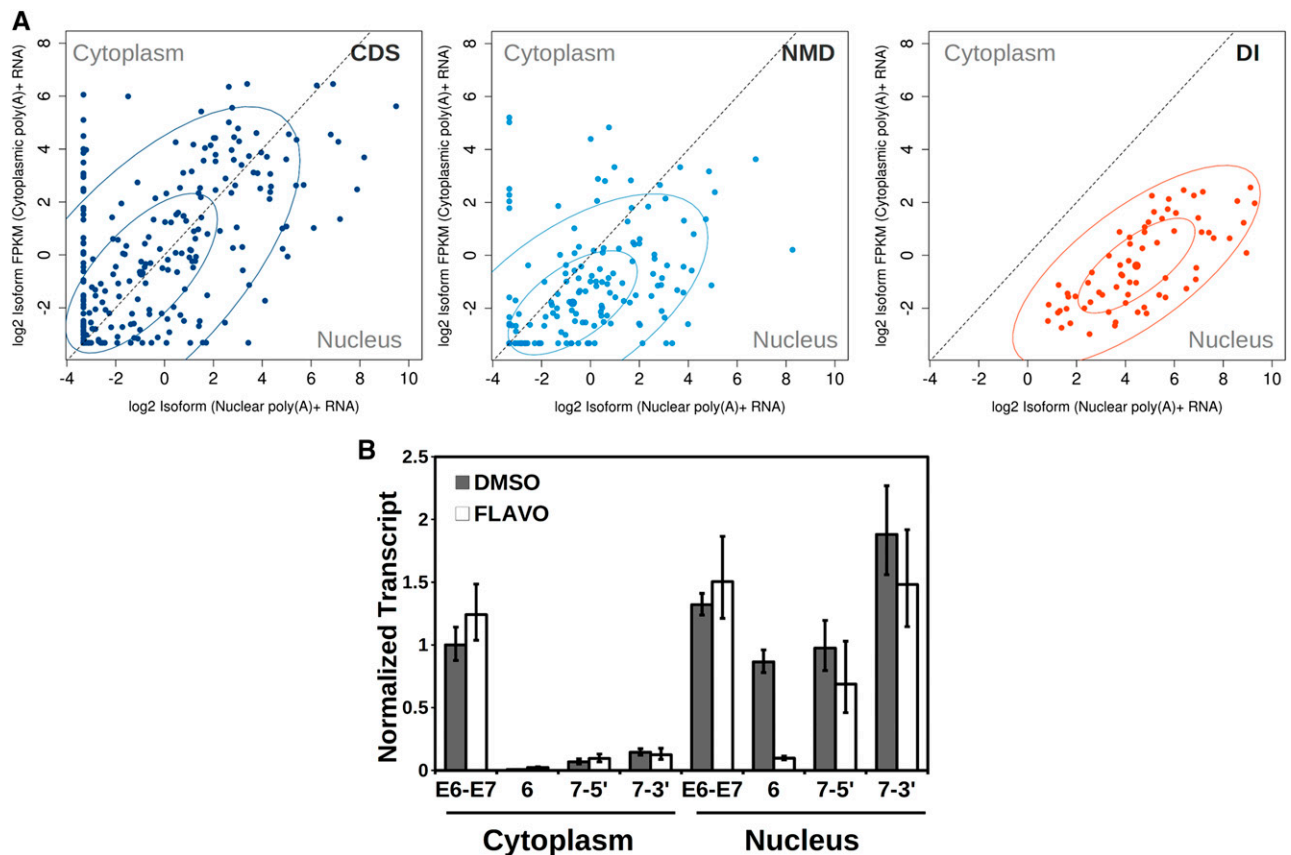 A
Cytoplasm
CDS
Nucleus
log2 Isoform FPKM (Cytoplasmic poly(A)+ RNA)
8
6
4
2
0
-2
-4 -2 0 2 4 6 8 10
log2 Isoform (Nuclear poly(A)+ RNA)
Cytoplasm
NMD
Nucleus
log2 Isoform FPKM (Cytoplasmic poly(A)+ RNA)
8
6
4
2
0
-2
-4 -2 0 2 4 6 8 10
log2 Isoform (Nuclear poly(A)+ RNA)
Cytoplasm
DI
Nucleus
log2 Isoform FPKM (Cytoplasmic poly(A)+ RNA)
8
6
4
2
0
-2
-4 -2 0 2 4 6 8 10
log2 Isoform (Nuclear poly(A)+ RNA)
B
Normalized Transcript
2.5
2
1.5
1
0.5
0
DMSO
FLAVO
E6-E7 6 7-5' 7-3' E6-E7 6 7-5' 7-3'
Cytoplasm Nucleus